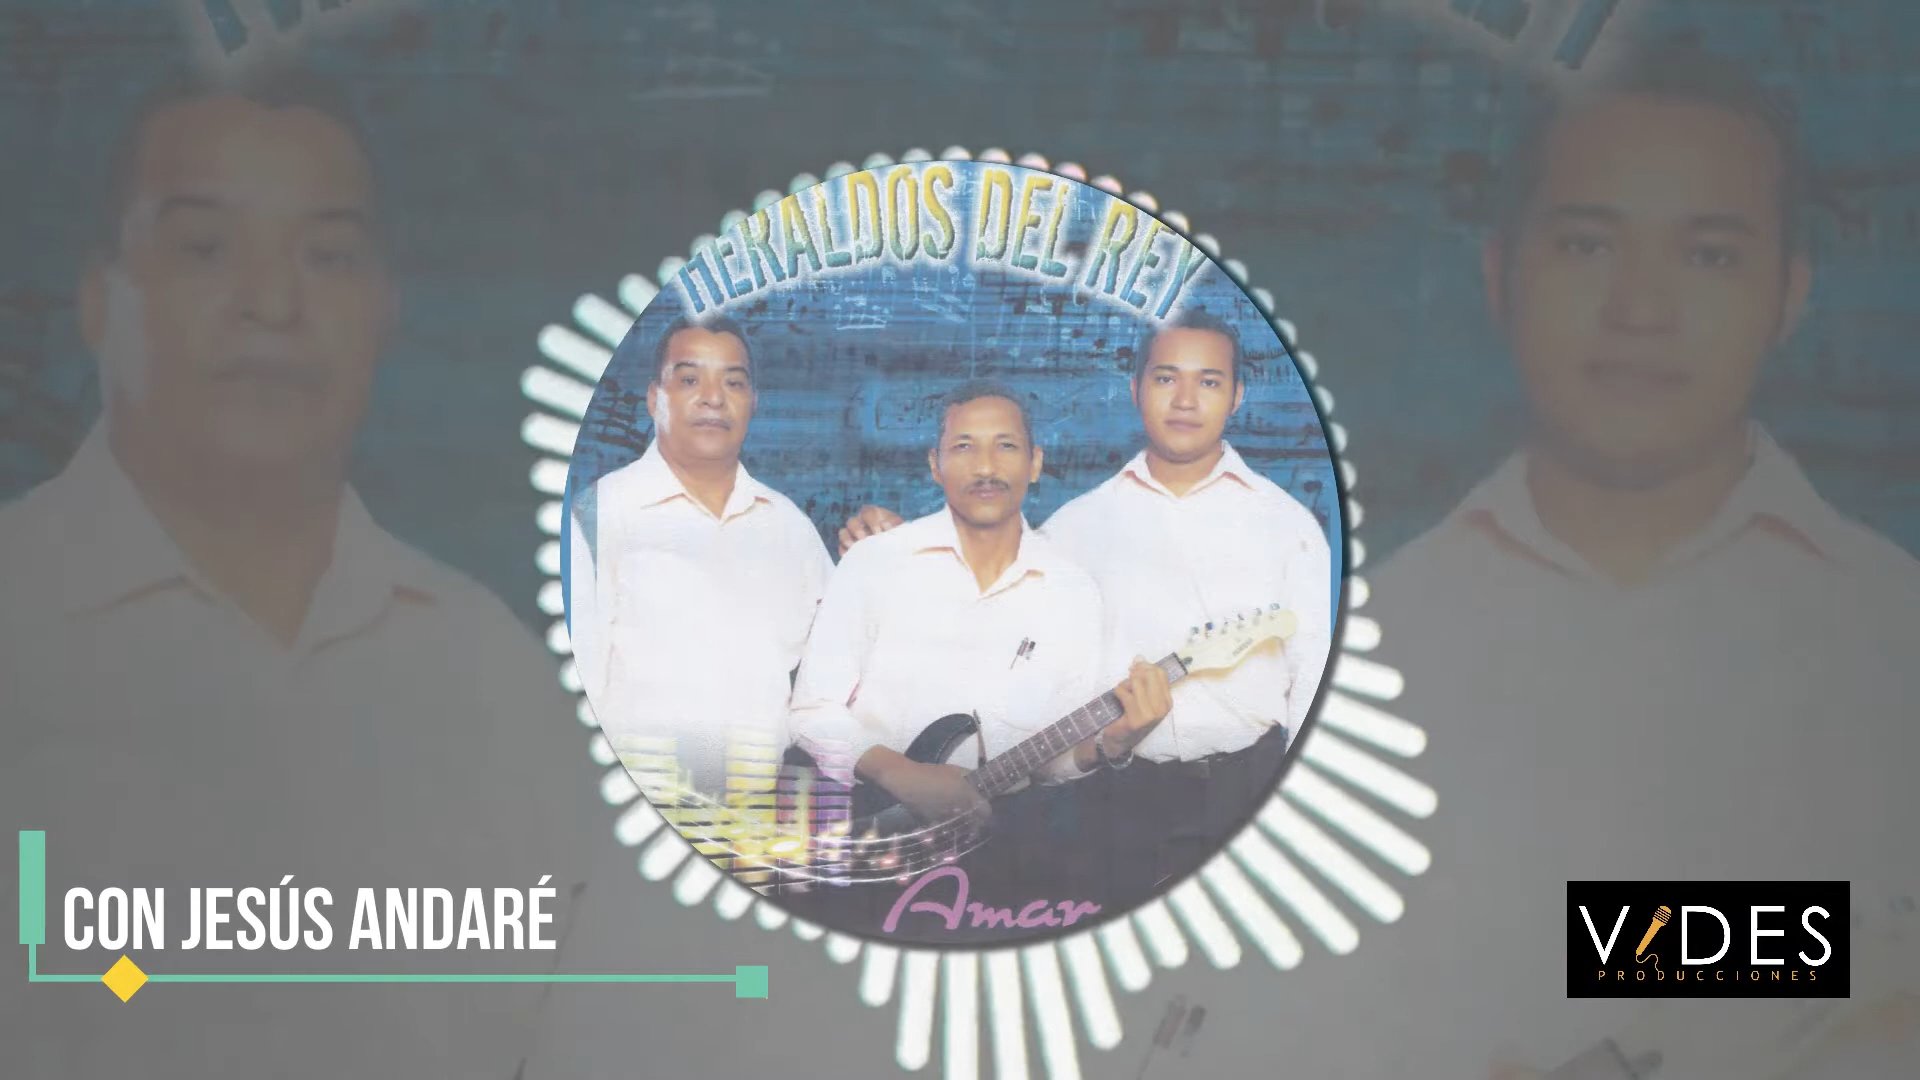 HERALDOS DEL REY
Amar
CON JESÚS ANDARÉ
VIDES
PRODUCCIONES